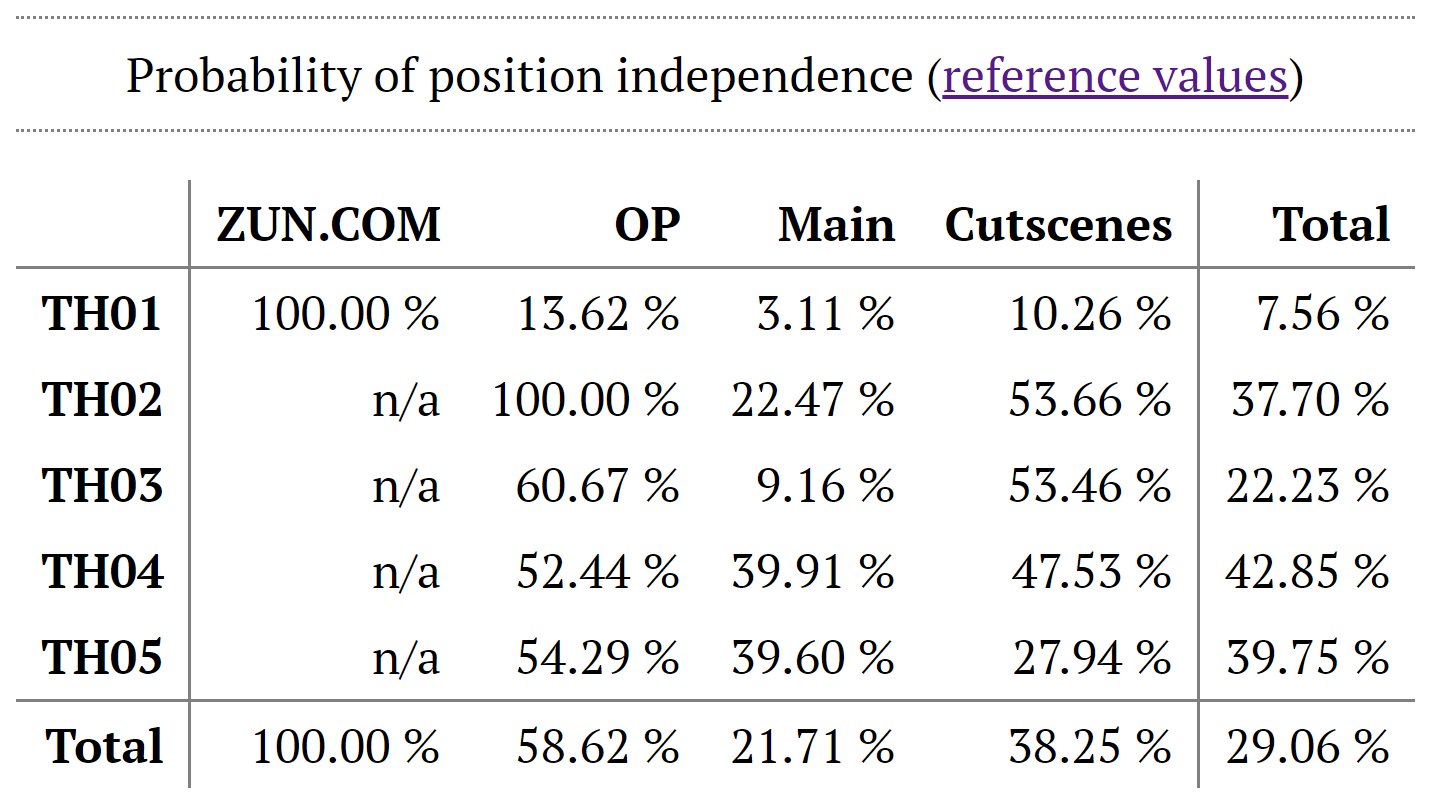 Probability of position independence (reference values)
ZUN.COM OP Main Cutscenes Total
TH01 100.00 % 13.62 % 3.11 % 10.26 % 7.56 %
TH02 n/a 100.00 % 22.47 % 53.66 % 37.70 %
TH03 n/a 60.67 % 9.16 % 53.46 % 22.23 %
TH04 n/a 52.44 % 39.91 % 47.53 % 42.85 %
TH05 n/a 54.29 % 39.60 % 27.94 % 39.75 %
Total 100.00 % 58.62 % 21.71 % 38.25 % 29.06 %